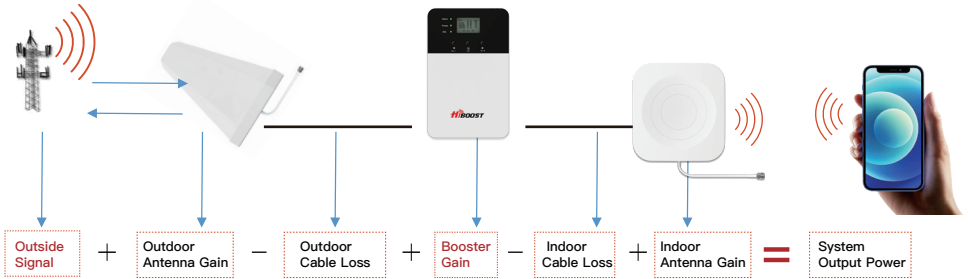 HiBOOST
Outside
Signal
+
Outdoor
Antenna Gain
−
Outdoor
Cable Loss
+
Booster
Gain
−
Indoor
Cable Loss
+
Indoor
Antenna Gain
=
System
Output Power